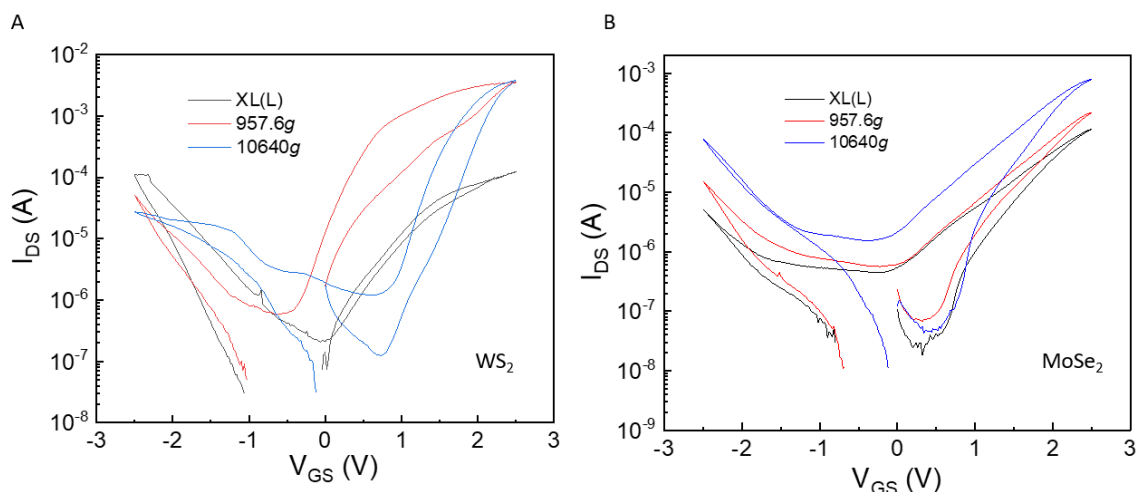 A
10⁻²
10⁻³
10⁻⁴
10⁻⁵
10⁻⁶
10⁻⁷
10⁻⁸
I_DS (A)
XL(L)
957.6g
10640g
WS₂
-3 -2 -1 0 1 2 3
V_GS (V)
B
10⁻³
10⁻⁴
10⁻⁵
10⁻⁶
10⁻⁷
10⁻⁸
10⁻⁹
I_DS (A)
XL(L)
957.6g
10640g
MoSe₂
-3 -2 -1 0 1 2 3
V_GS (V)